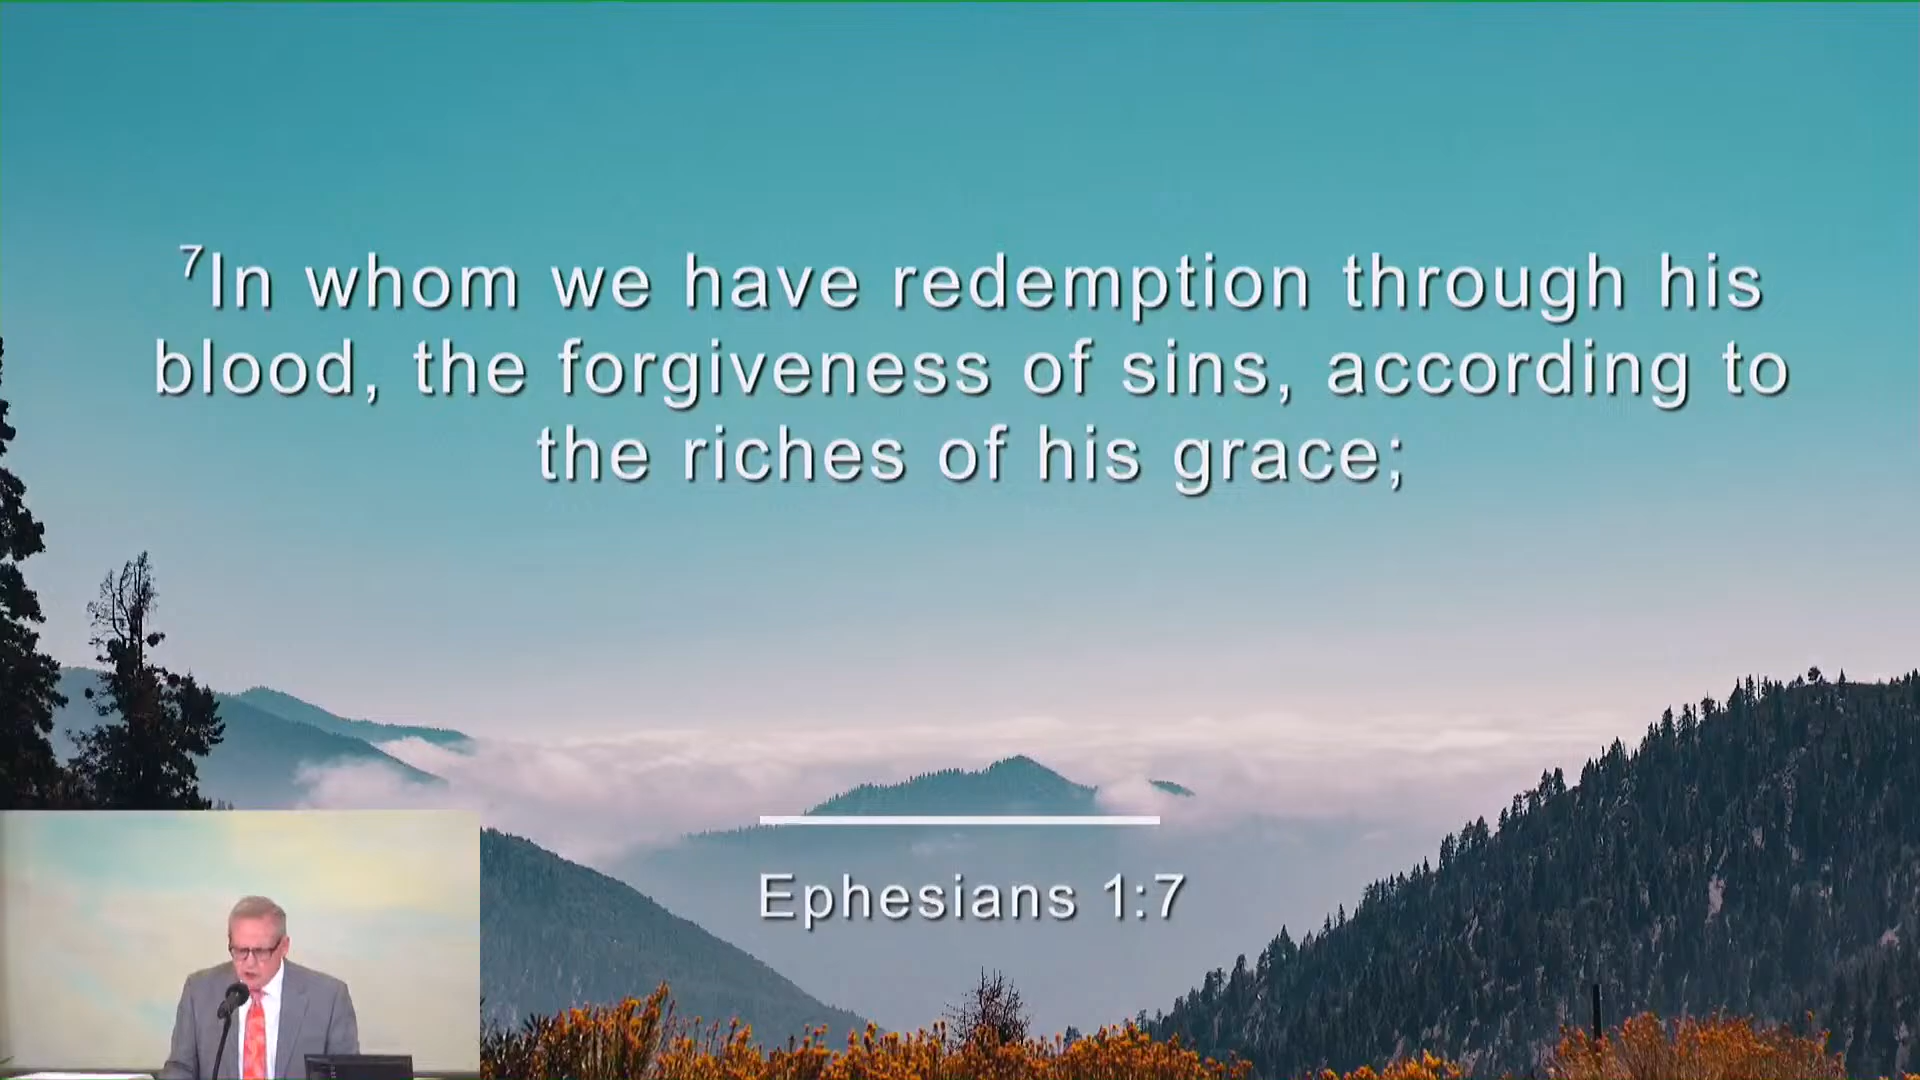 ⁷In whom we have redemption through his
blood, the forgiveness of sins, according to
the riches of his grace;
Ephesians 1:7